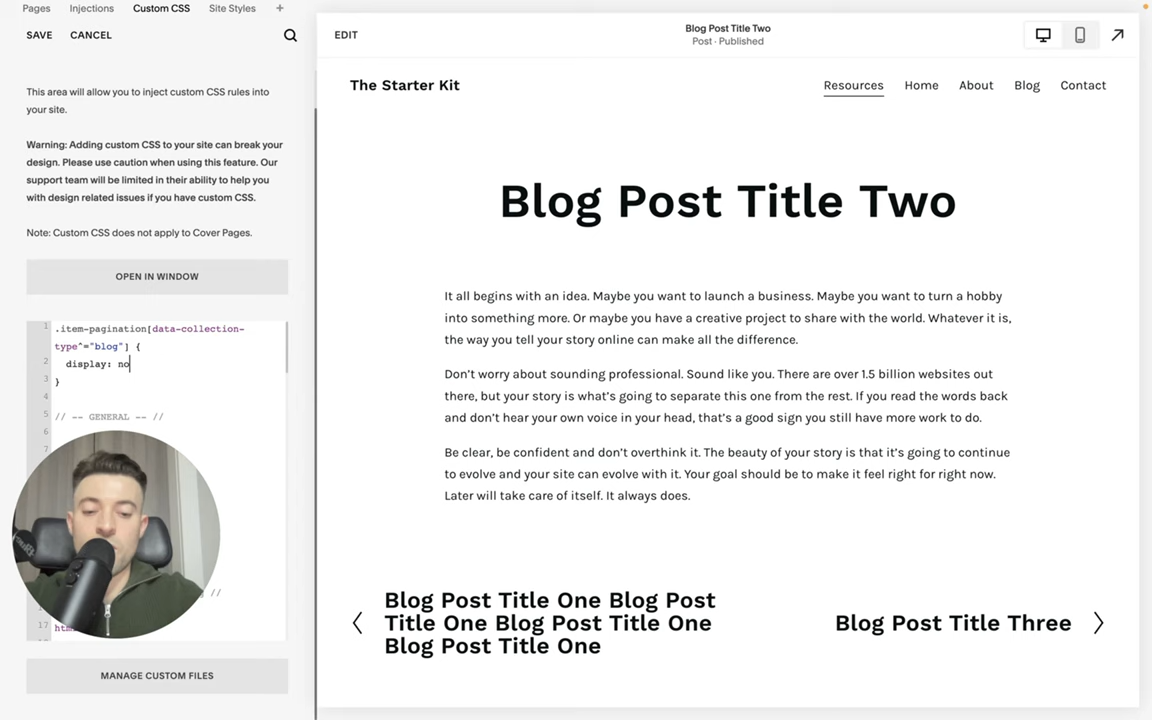 Pages Injections Custom CSS Site Styles +
SAVE CANCEL
This area will allow you to inject custom CSS rules into
your site.
Warning: Adding custom CSS to your site can break your
design. Please use caution when using this feature. Our
support team will be limited in their ability to help you
with design related issues if you have custom CSS.
Note: Custom CSS does not apply to Cover Pages.
OPEN IN WINDOW
1 .item-pagination[data-collection-
type^="blog"] {
2 display: no
3 }
4
5 // -- GENERAL -- //
6
7
//
17 htm
MANAGE CUSTOM FILES
EDIT
Blog Post Title Two
Post · Published
The Starter Kit
Resources Home About Blog Contact
Blog Post Title Two
It all begins with an idea. Maybe you want to launch a business. Maybe you want to turn a hobby
into something more. Or maybe you have a creative project to share with the world. Whatever it is,
the way you tell your story online can make all the difference.
Don’t worry about sounding professional. Sound like you. There are over 1.5 billion websites out
there, but your story is what’s going to separate this one from the rest. If you read the words back
and don’t hear your own voice in your head, that’s a good sign you still have more work to do.
Be clear, be confident and don’t overthink it. The beauty of your story is that it’s going to continue
to evolve and your site can evolve with it. Your goal should be to make it feel right for right now.
Later will take care of itself. It always does.
Blog Post Title One Blog Post
Title One Blog Post Title One
Blog Post Title One
Blog Post Title Three